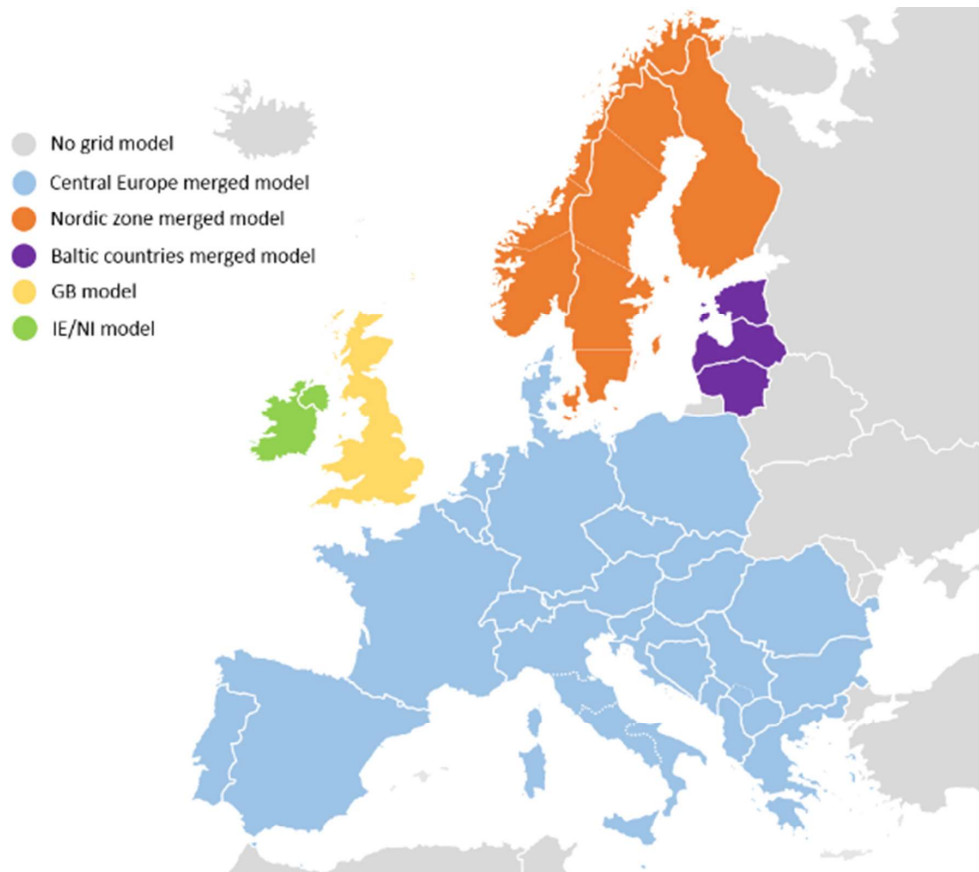 No grid model
Central Europe merged model
Nordic zone merged model
Baltic countries merged model
GB model
IE/NI model